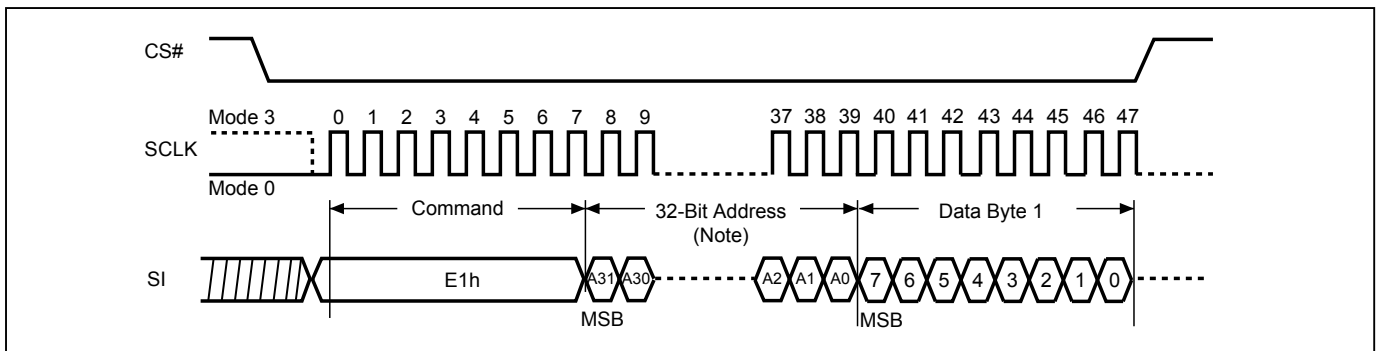 CS#
Mode 3 0 1 2 3 4 5 6 7 8 9 37 38 39 40 41 42 43 44 45 46 47
SCLK
Mode 0
Command 32-Bit Address Data Byte 1
(Note)
SI E1h A31 A30 A2 A1 A0 7 6 5 4 3 2 1 0
MSB MSB